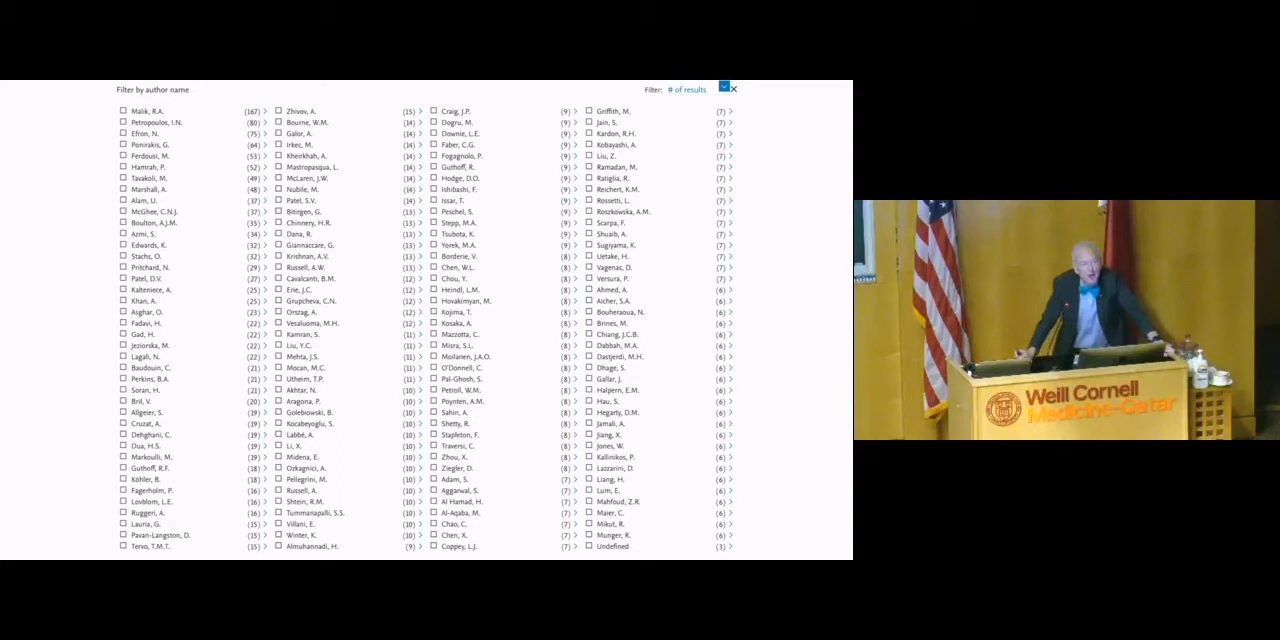 Filter by author name
Filter: # of results
Malik, R.A. (167)
Petropoulos, I.N. (80)
Efron, N. (75)
Ponirakis, G. (64)
Ferdousi, M. (53)
Hamrah, P. (52)
Tavakoli, M. (49)
Marshall, A. (48)
Alam, U. (37)
McGhee, C.N.J. (37)
Boulton, A.J.M. (35)
Azmi, S. (34)
Edwards, K. (32)
Stachs, O. (32)
Pritchard, N. (29)
Patel, D.V. (27)
Kalteniece, A. (25)
Khan, A. (25)
Asghar, O. (23)
Fadavi, H. (22)
Gad, H. (22)
Jeziorska, M. (22)
Lagali, N. (22)
Baudouin, C. (21)
Perkins, B.A. (21)
Soran, H. (21)
Bril, V. (20)
Allgeier, S. (19)
Cruzat, A. (19)
Dehghani, C. (19)
Dua, H.S. (19)
Markoulli, M. (19)
Guthoff, R.F. (18)
Köhler, B. (18)
Fagerholm, P. (16)
Lovblom, L.E. (16)
Ruggeri, A. (16)
Lauria, G. (15)
Pavan-Langston, D. (15)
Tervo, T.M.T. (15)
Zhivov, A. (15)
Bourne, W.M. (14)
Galor, A. (14)
Irkec, M. (14)
Kheirkhah, A. (14)
Mastropasqua, L. (14)
McLaren, J.W. (14)
Nubile, M. (14)
Patel, S.V. (14)
Bitirgen, G. (13)
Chinnery, H.R. (13)
Dana, R. (13)
Giannaccare, G. (13)
Krishnan, A.V. (13)
Russell, A.W. (13)
Cavalcanti, B.M. (12)
Erie, J.C. (12)
Grupcheva, C.N. (12)
Orszag, A. (12)
Vesaluoma, M.H. (12)
Kamran, S. (11)
Liu, Y.C. (11)
Mehta, J.S. (11)
Mocan, M.C. (11)
Utheim, T.P. (11)
Akhtar, N. (10)
Aragona, P. (10)
Golebiowski, B. (10)
Kocabeyoglu, S. (10)
Labbé, A. (10)
Li, X. (10)
Midena, E. (10)
Ozkagnici, A. (10)
Pellegrini, M. (10)
Russell, A. (10)
Shtein, R.M. (10)
Tummanapalli, S.S. (10)
Villani, E. (10)
Winter, K. (10)
Almuhannadi, H. (9)
Craig, J.P. (9)
Dogru, M. (9)
Downie, L.E. (9)
Faber, C.G. (9)
Fogagnolo, P. (9)
Guthoff, R. (9)
Hodge, D.O. (9)
Ishibashi, F. (9)
Issar, T. (9)
Peschel, S. (9)
Stepp, M.A. (9)
Tsubota, K. (9)
Yorek, M.A. (9)
Borderie, V. (8)
Chen, W.L. (8)
Chou, Y. (8)
Heindl, L.M. (8)
Hovakimyan, M. (8)
Kojima, T. (8)
Kosaka, A. (8)
Mazzotta, C. (8)
Misra, S.L. (8)
Moilanen, J.A.O. (8)
O'Donnell, C. (8)
Pal-Ghosh, S. (8)
Petroll, W.M. (8)
Poynten, A.M. (8)
Sahin, A. (8)
Shetty, R. (8)
Stapleton, F. (8)
Traversi, C. (8)
Zhou, X. (8)
Ziegler, D. (8)
Adam, S. (7)
Aggarwal, S. (7)
Al Hamad, H. (7)
Al-Aqaba, M. (7)
Chao, C. (7)
Chen, X. (7)
Coppey, L.J. (7)
Griffith, M. (7)
Jain, S. (7)
Kardon, R.H. (7)
Kobayashi, A. (7)
Liu, Z. (7)
Ramadan, M. (7)
Ratiglia, R. (7)
Reichert, K.M. (7)
Rossetti, L. (7)
Roszkowska, A.M. (7)
Scarpa, F. (7)
Shuaib, A. (7)
Sugiyama, K. (7)
Uetake, H. (7)
Vagenas, D. (7)
Versura, P. (7)
Ahmed, A. (6)
Aicher, S.A. (6)
Bouheraoua, N. (6)
Brines, M. (6)
Chiang, J.C.B. (6)
Dabbah, M.A. (6)
Dastjerdi, M.H. (6)
Dhage, S. (6)
Gallar, J. (6)
Halpern, E.M. (6)
Hau, S. (6)
Hegarty, D.M. (6)
Jamali, A. (6)
Jiang, X. (6)
Jones, W. (6)
Kallinikos, P. (6)
Lazzarini, D. (6)
Liang, H. (6)
Lum, E. (6)
Mahfoud, Z.R. (6)
Maier, C. (6)
Mikut, R. (6)
Munger, R. (6)
Undefined (3)
Weill Cornell
Medicine-Qatar